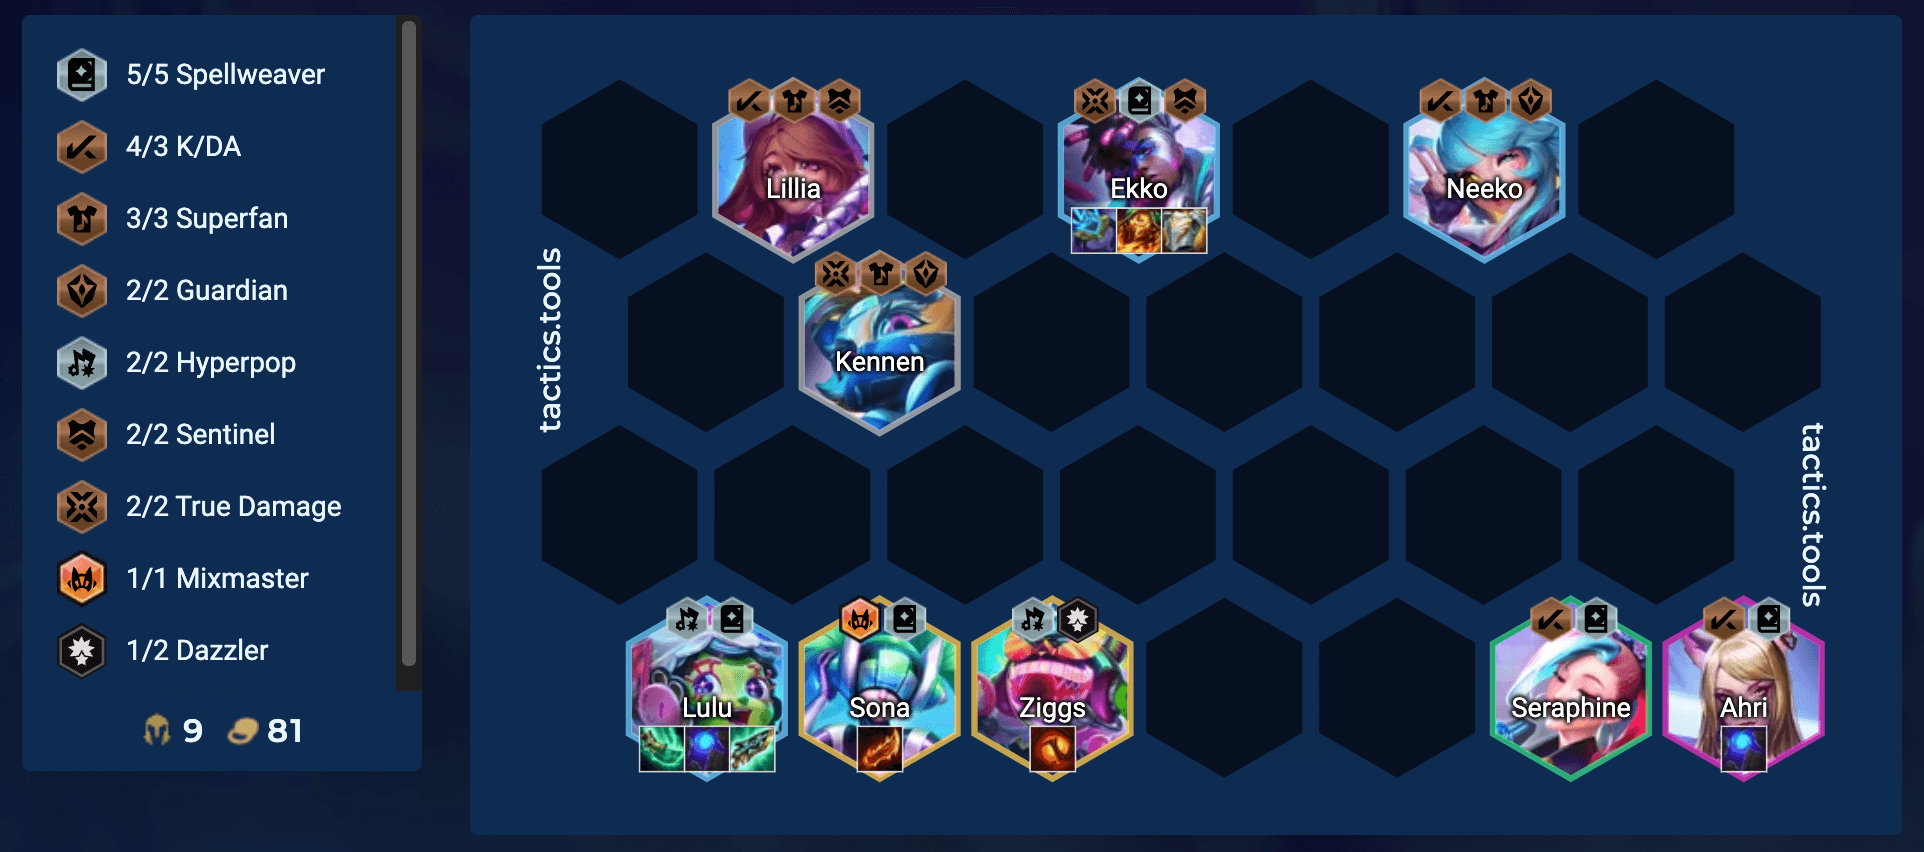 5/5 Spellweaver
4/3 K/DA
3/3 Superfan
2/2 Guardian
2/2 Hyperpop
2/2 Sentinel
2/2 True Damage
1/1 Mixmaster
1/2 Dazzler
9 81
tactics.tools
Lillia
Ekko
Neeko
Kennen
Lulu
Sona
Ziggs
Seraphine
Ahri
tactics.tools